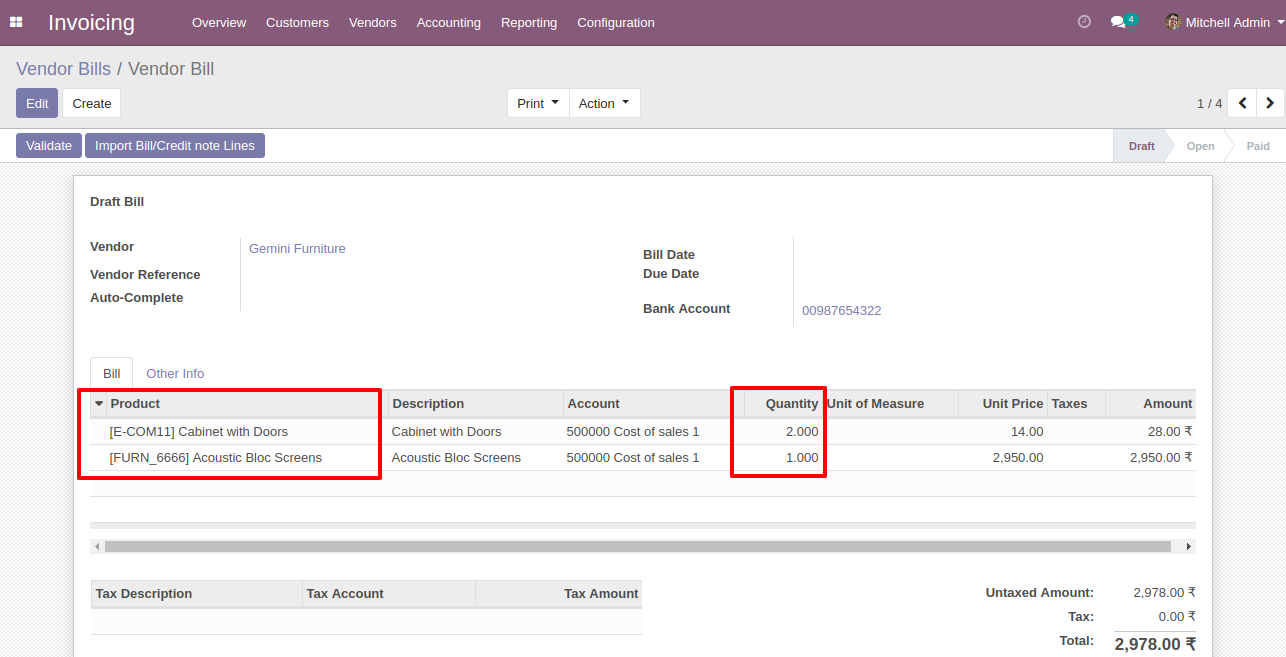 Invoicing Overview Customers Vendors Accounting Reporting Configuration 4 Mitchell Admin
Vendor Bills / Vendor Bill
Edit Create Print Action 1 / 4
Validate Import Bill/Credit note Lines Draft Open Paid
Draft Bill
Vendor Gemini Furniture
Bill Date
Vendor Reference
Due Date
Auto-Complete
Bank Account 00987654322
Bill Other Info
Product Description Account Quantity Unit of Measure Unit Price Taxes Amount
[E-COM11] Cabinet with Doors Cabinet with Doors 500000 Cost of sales 1 2.000 14.00 28.00 ₹
[FURN_6666] Acoustic Bloc Screens Acoustic Bloc Screens 500000 Cost of sales 1 1.000 2,950.00 2,950.00 ₹
Tax Description Tax Account Tax Amount
Untaxed Amount: 2,978.00 ₹
Tax: 0.00 ₹
Total: 2,978.00 ₹